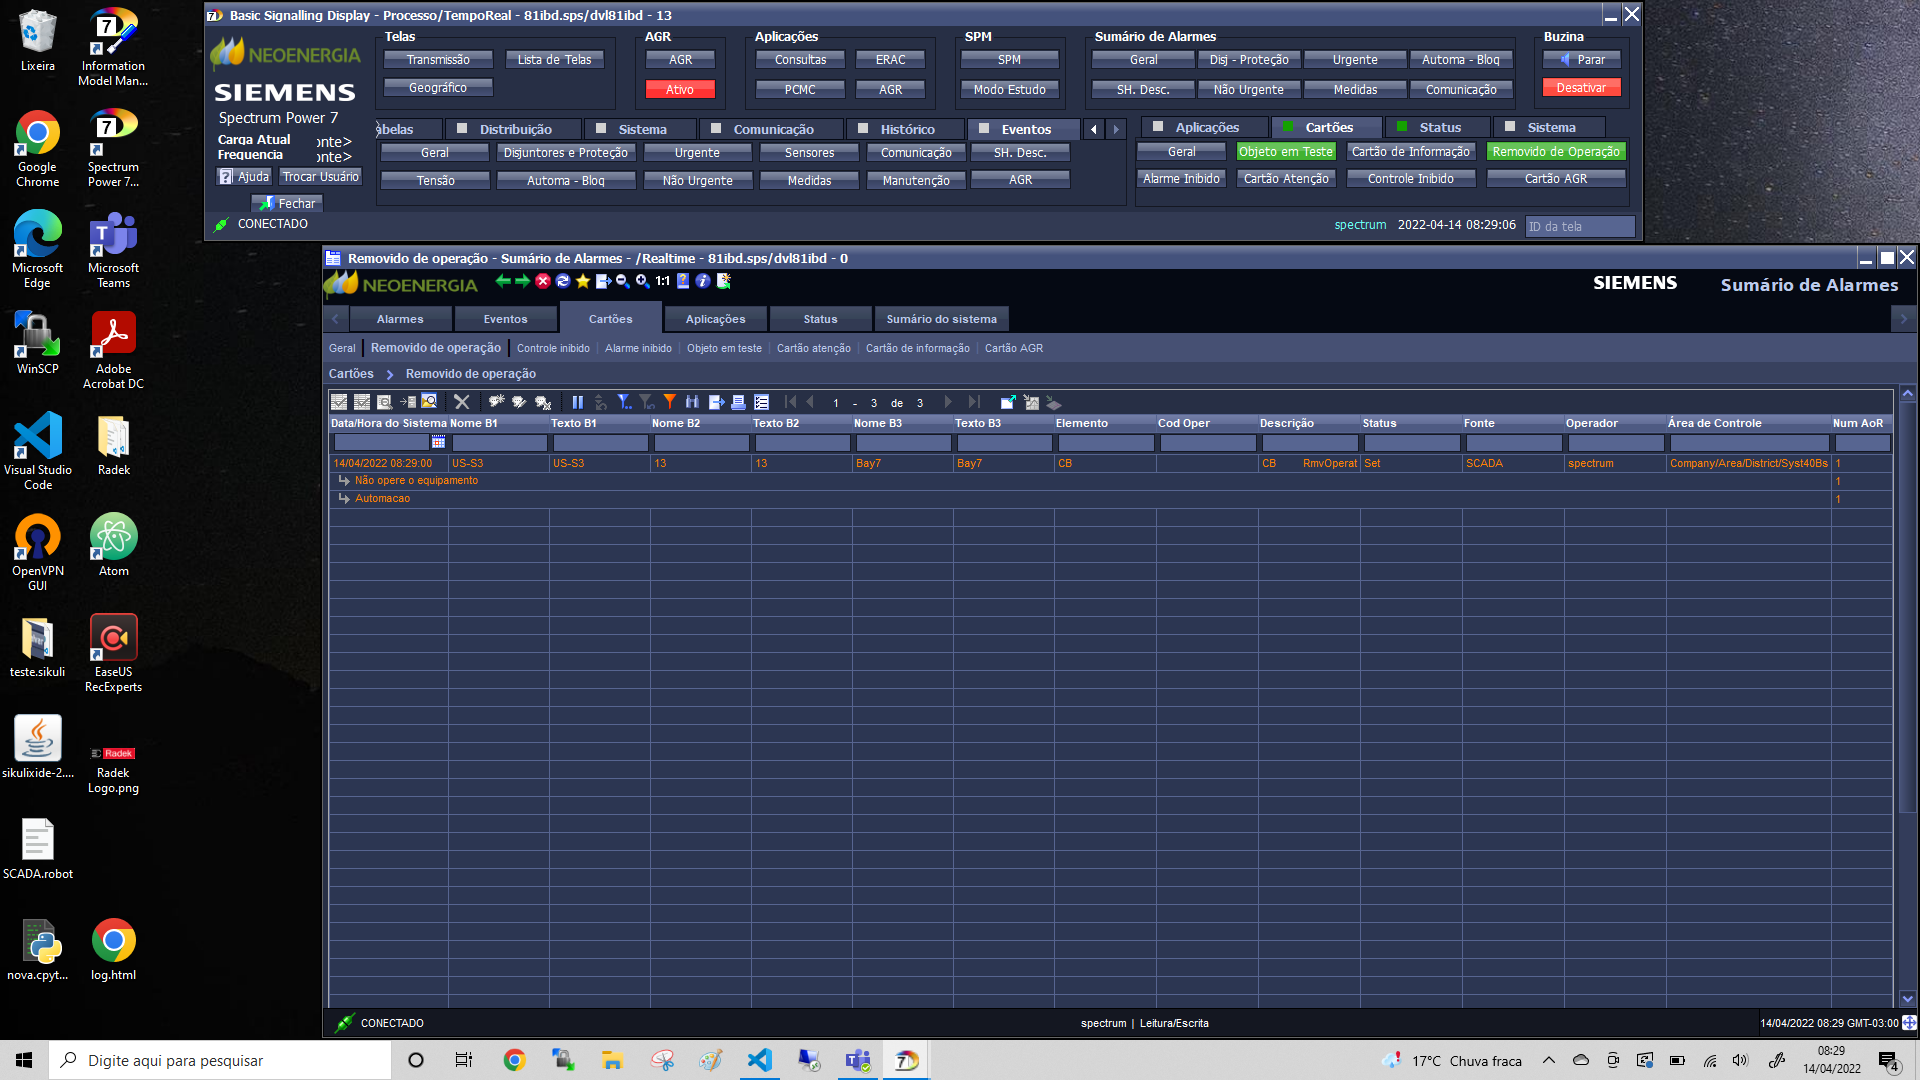 Lixeira
Information Model Man...
Google Chrome
Spectrum Power 7...
Microsoft Edge
Microsoft Teams
WinSCP
Adobe Acrobat DC
Visual Studio Code
Radek
OpenVPN GUI
Atom
teste.sikuli
EaseUS RecExperts
sikulixide-2....
Radek
Radek Logo.png
SCADA.robot
nova.cpyt...
log.html
Basic Signalling Display - Processo/TempoReal - 81ibd.sps/dvl81ibd - 13
NEOENERGIA
SIEMENS
Spectrum Power 7
Carga Atual onte>
Frequencia onte>
Ajuda Trocar Usuário
Fechar
CONECTADO
Telas
Transmissão Lista de Telas
Geográfico
AGR
AGR
Ativo
Aplicações
Consultas ERAC
PCMC AGR
SPM
SPM
Modo Estudo
Sumário de Alarmes
Geral Disj - Proteção Urgente Automa - Bloq
SH. Desc. Não Urgente Medidas Comunicação
Buzina
Parar
Desativar
abelas Distribuição Sistema Comunicação Histórico Eventos
Geral Disjuntores e Proteção Urgente Sensores Comunicação SH. Desc.
Tensão Automa - Bloq Não Urgente Medidas Manutenção AGR
Aplicações Cartões Status Sistema
Geral Objeto em Teste Cartão de Informação Removido de Operação
Alarme Inibido Cartão Atenção Controle Inibido Cartão AGR
spectrum 2022-04-14 08:29:06 ID da tela
Removido de operação - Sumário de Alarmes - /Realtime - 81ibd.sps/dvl81ibd - 0
NEOENERGIA 1:1 SIEMENS Sumário de Alarmes
Alarmes Eventos Cartões Aplicações Status Sumário do sistema
Geral Removido de operação Controle inibido Alarme inibido Objeto em teste Cartão atenção Cartão de informação Cartão AGR
Cartões > Removido de operação
1 - 3 de 3
Data/Hora do Sistema Nome B1 Texto B1 Nome B2 Texto B2 Nome B3 Texto B3 Elemento Cod Oper Descrição Status Fonte Operador Área de Controle Num AoR
14/04/2022 08:29:00 US-S3 US-S3 13 13 Bay7 Bay7 CB CB RmvOperat Set SCADA spectrum Company/Area/District/Syst40Bs 1
Não opere o equipamento 1
Automacao 1
CONECTADO spectrum | Leitura/Escrita 14/04/2022 08:29 GMT-03:00
Digite aqui para pesquisar
17°C Chuva fraca
08:29
14/04/2022
4